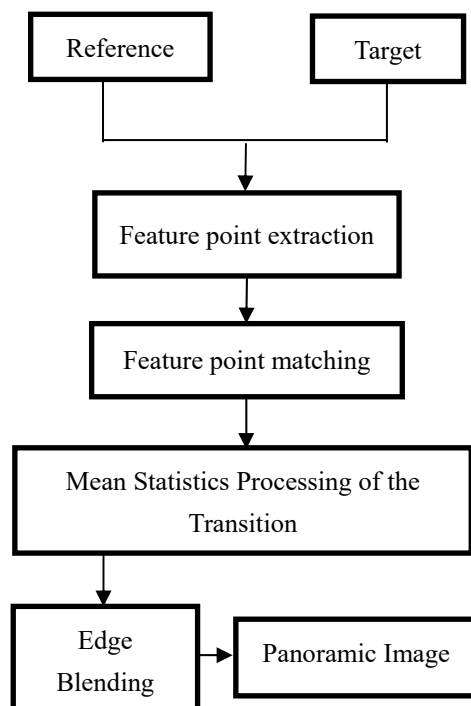 Reference
Target
Feature point extraction
Feature point matching
Mean Statistics Processing of the
Transition
Edge
Blending
Panoramic Image